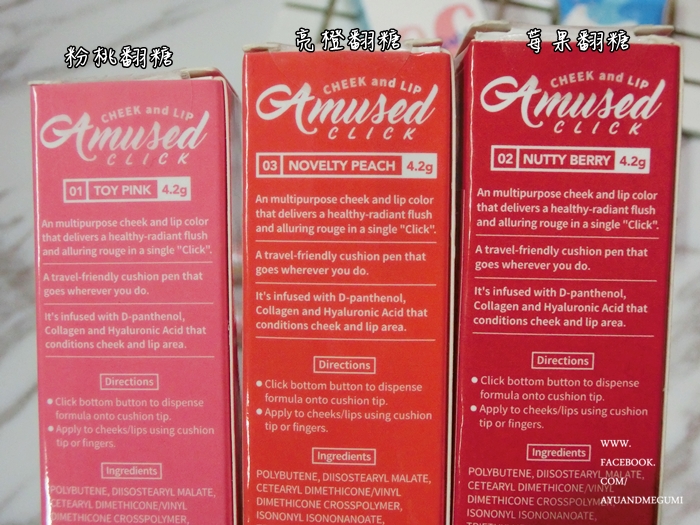 粉桃翻糖
CHEEK and LIP
Amused
CLICK
01 TOY PINK 4.2g
An multipurpose cheek and lip color
that delivers a healthy-radiant flush
and alluring rouge in a single "Click".
A travel-friendly cushion pen that
goes wherever you do.
It's infused with D-panthenol,
Collagen and Hyaluronic Acid that
conditions cheek and lip area.
Directions
● Click bottom button to dispense
formula onto cushion tip.
● Apply to cheeks/lips using cushion
tip or fingers.
Ingredients
POLYBUTENE, DIISOSTEARYL MALATE,
CETEARYL DIMETHICONE/VINYL
DIMETHICONE CROSSPOLYMER,
亮橙翻糖
CHEEK and LIP
Amused
CLICK
03 NOVELTY PEACH 4.2g
An multipurpose cheek and lip color
that delivers a healthy-radiant flush
and alluring rouge in a single "Click".
A travel-friendly cushion pen that
goes wherever you do.
It's infused with D-panthenol,
Collagen and Hyaluronic Acid that
conditions cheek and lip area.
Directions
● Click bottom button to dispense
formula onto cushion tip.
● Apply to cheeks/lips using cushion
tip or fingers.
Ingredients
POLYBUTENE, DIISOSTEARYL MALATE,
CETEARYL DIMETHICONE/VINYL
DIMETHICONE CROSSPOLYMER,
ISONONYL ISONONANOATE,
莓果翻糖
CHEEK and LIP
Amused
CLICK
02 NUTTY BERRY 4.2g
An multipurpose cheek and lip color
that delivers a healthy-radiant flush
and alluring rouge in a single "Click".
A travel-friendly cushion pen that
goes wherever you do.
It's infused with D-panthenol,
Collagen and Hyaluronic Acid that
conditions cheek and lip area.
Directions
● Click bottom button to dispense
formula onto cushion tip.
● Apply to cheeks/lips using cushion
tip or fingers.
Ingredients
POLYBUTENE, DIISOSTEARYL MALATE,
CETEARYL DIMETHICONE/VINYL
DIMETHICONE CROSSPOLYMER,
ISONONYL ISONONANOATE,
WWW.
FACEBOOK.
COM/
AYUANDMEGUMI